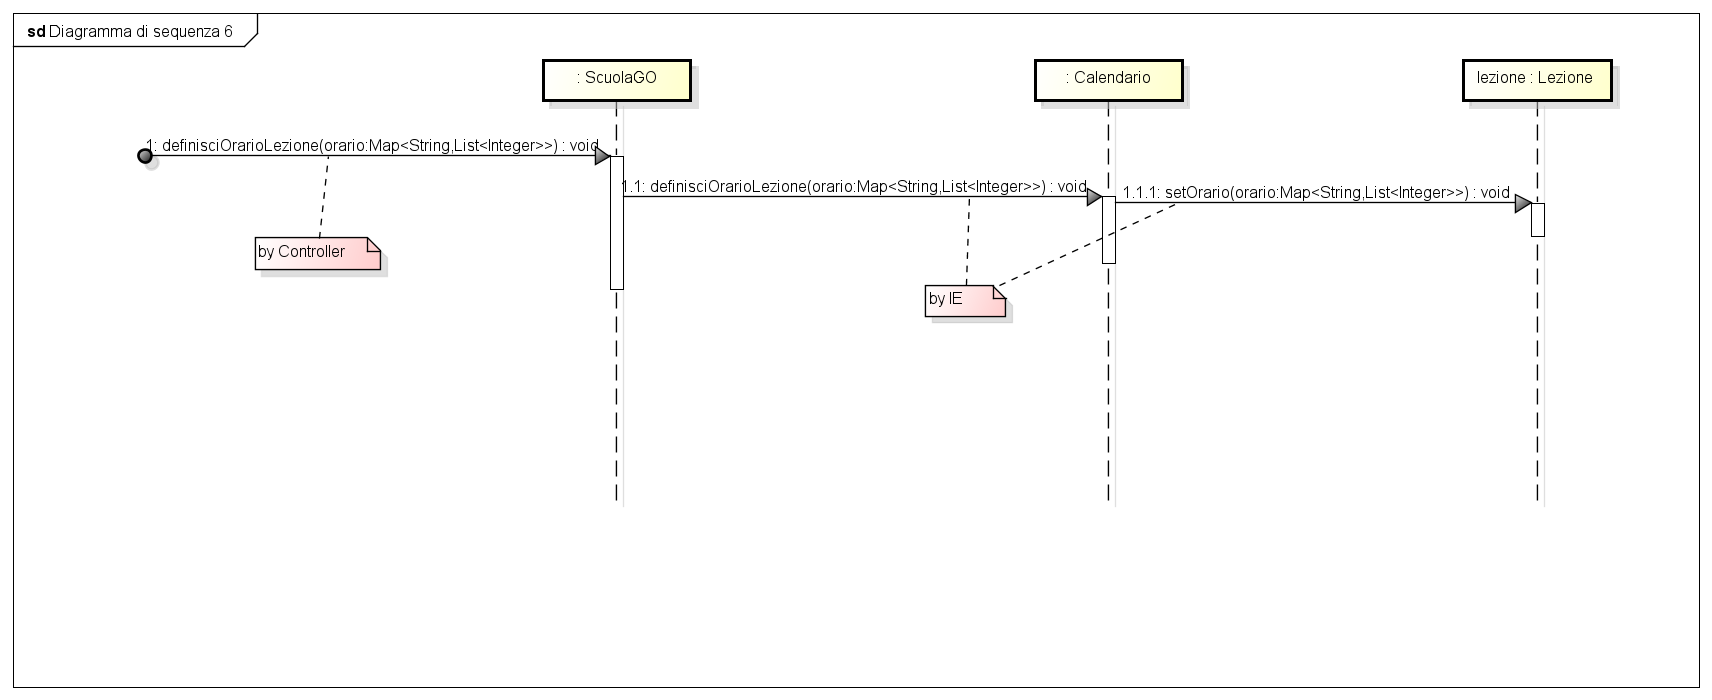 sd Diagramma di sequenza 6
: ScuolaGO
: Calendario
lezione : Lezione
1: definisciOrarioLezione(orario:Map<String,List<Integer>>) : void
1.1: definisciOrarioLezione(orario:Map<String,List<Integer>>) : void
1.1.1: setOrario(orario:Map<String,List<Integer>>) : void
by Controller
by IE